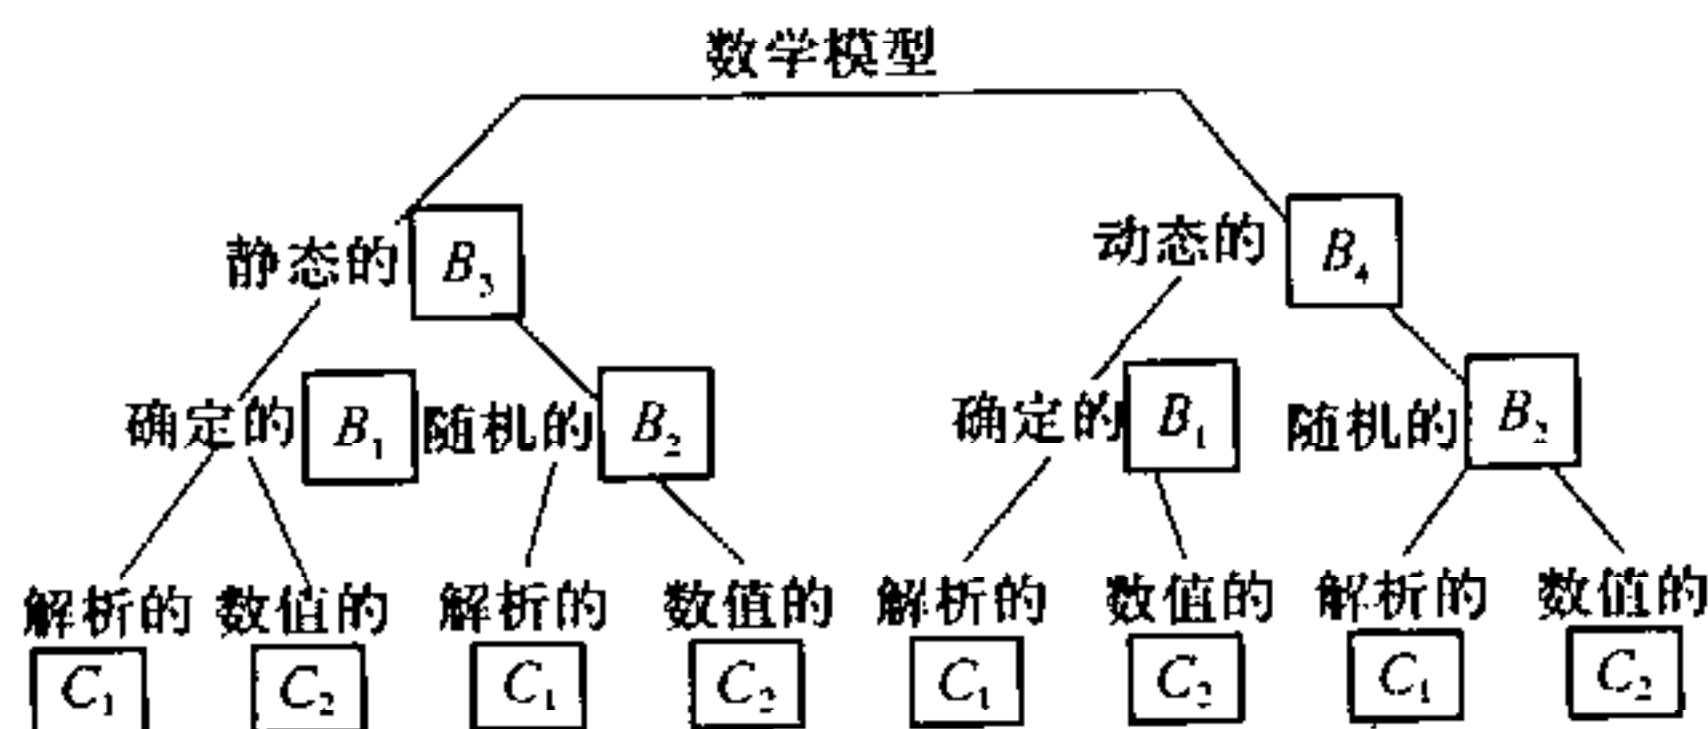 数学模型
静态的 B₃ 动态的 B₄
确定的 B₁ 随机的 B₂ 确定的 B₁ 随机的 B₂
解析的 数值的 解析的 数值的 解析的 数值的 解析的 数值的
C₁ C₂ C₁ C₂ C₁ C₂ C₁ C₂